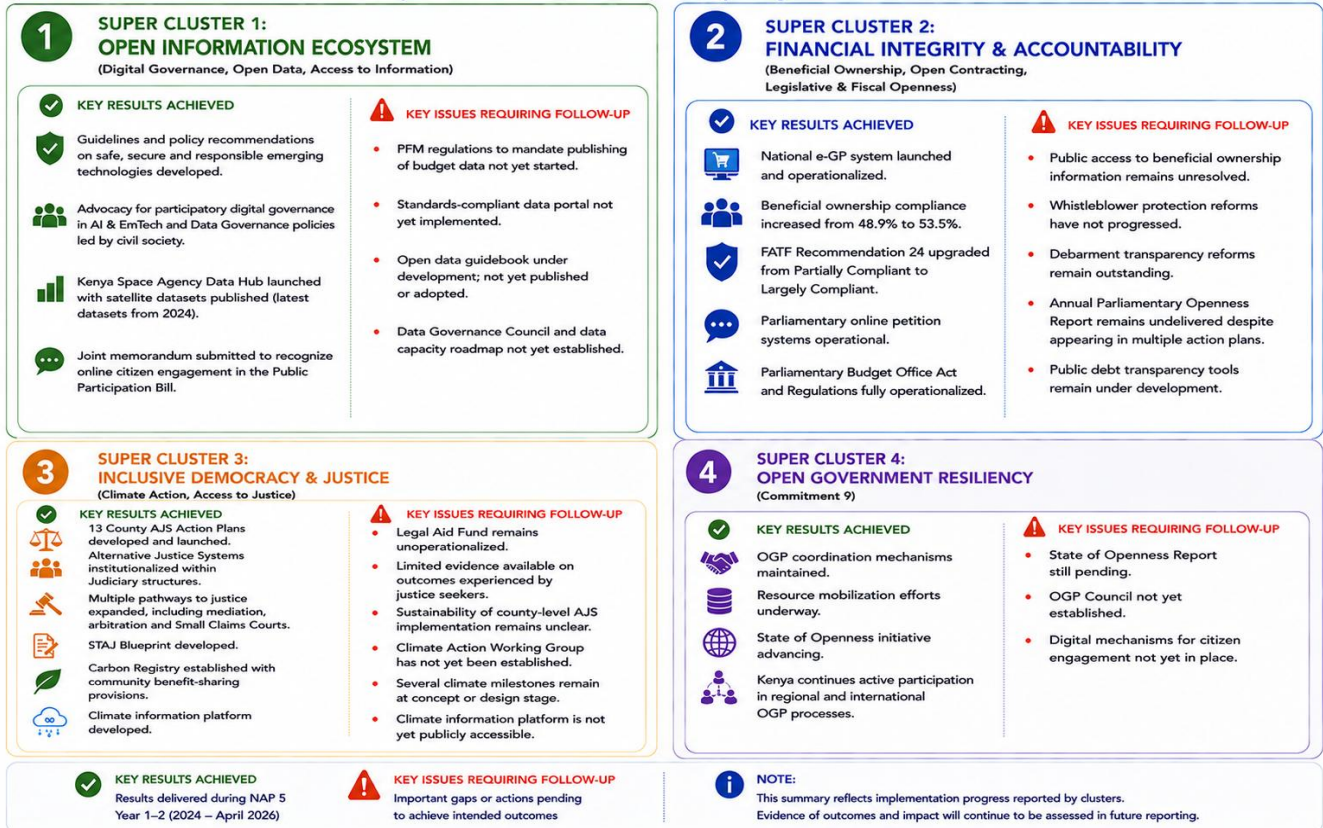 1
SUPER CLUSTER 1:
OPEN INFORMATION ECOSYSTEM
(Digital Governance, Open Data, Access to Information)
KEY RESULTS ACHIEVED
Guidelines and policy recommendations
on safe, secure and responsible emerging
technologies developed.
Advocacy for participatory digital governance
in AI & EmTech and Data Governance policies
led by civil society.
Kenya Space Agency Data Hub launched
with satellite datasets published (latest
datasets from 2024).
Joint memorandum submitted to recognize
online citizen engagement in the Public
Participation Bill.
KEY ISSUES REQUIRING FOLLOW-UP
• PFM regulations to mandate publishing
of budget data not yet started.
• Standards-compliant data portal not
yet implemented.
• Open data guidebook under
development; not yet published
or adopted.
• Data Governance Council and data
capacity roadmap not yet established.
2
SUPER CLUSTER 2:
FINANCIAL INTEGRITY & ACCOUNTABILITY
(Beneficial Ownership, Open Contracting,
Legislative & Fiscal Openness)
KEY RESULTS ACHIEVED
National e-GP system launched
and operationalized.
Beneficial ownership compliance
increased from 48.9% to 53.5%.
FATF Recommendation 24 upgraded
from Partially Compliant to
Largely Compliant.
Parliamentary online petition
systems operational.
Parliamentary Budget Office Act
and Regulations fully operationalized.
KEY ISSUES REQUIRING FOLLOW-UP
• Public access to beneficial ownership
information remains unresolved.
• Whistleblower protection reforms
have not progressed.
• Debarment transparency reforms
remain outstanding.
• Annual Parliamentary Openness
Report remains undelivered despite
appearing in multiple action plans.
• Public debt transparency tools
remain under development.
3
SUPER CLUSTER 3:
INCLUSIVE DEMOCRACY & JUSTICE
(Climate Action, Access to Justice)
KEY RESULTS ACHIEVED
13 County AJS Action Plans
developed and launched.
Alternative Justice Systems
institutionalized within
Judiciary structures.
Multiple pathways to justice
expanded, including mediation,
arbitration and Small Claims Courts.
STAJ Blueprint developed.
Carbon Registry established with
community benefit-sharing
provisions.
Climate information platform
developed.
KEY ISSUES REQUIRING FOLLOW-UP
• Legal Aid Fund remains
unoperationalized.
• Limited evidence available on
outcomes experienced by
justice seekers.
• Sustainability of county-level AJS
implementation remains unclear.
• Climate Action Working Group
has not yet been established.
• Several climate milestones remain
at concept or design stage.
• Climate information platform is not
yet publicly accessible.
4
SUPER CLUSTER 4:
OPEN GOVERNMENT RESILIENCY
(Commitment 9)
KEY RESULTS ACHIEVED
OGP coordination mechanisms
maintained.
Resource mobilization efforts
underway.
State of Openness initiative
advancing.
Kenya continues active participation
in regional and international
OGP processes.
KEY ISSUES REQUIRING FOLLOW-UP
• State of Openness Report
still pending.
• OGP Council not yet
established.
• Digital mechanisms for citizen
engagement not yet in place.
KEY RESULTS ACHIEVED
Results delivered during NAP 5
Year 1–2 (2024 – April 2026)
KEY ISSUES REQUIRING FOLLOW-UP
Important gaps or actions pending
to achieve intended outcomes
NOTE:
This summary reflects implementation progress reported by clusters.
Evidence of outcomes and impact will continue to be assessed in future reporting.